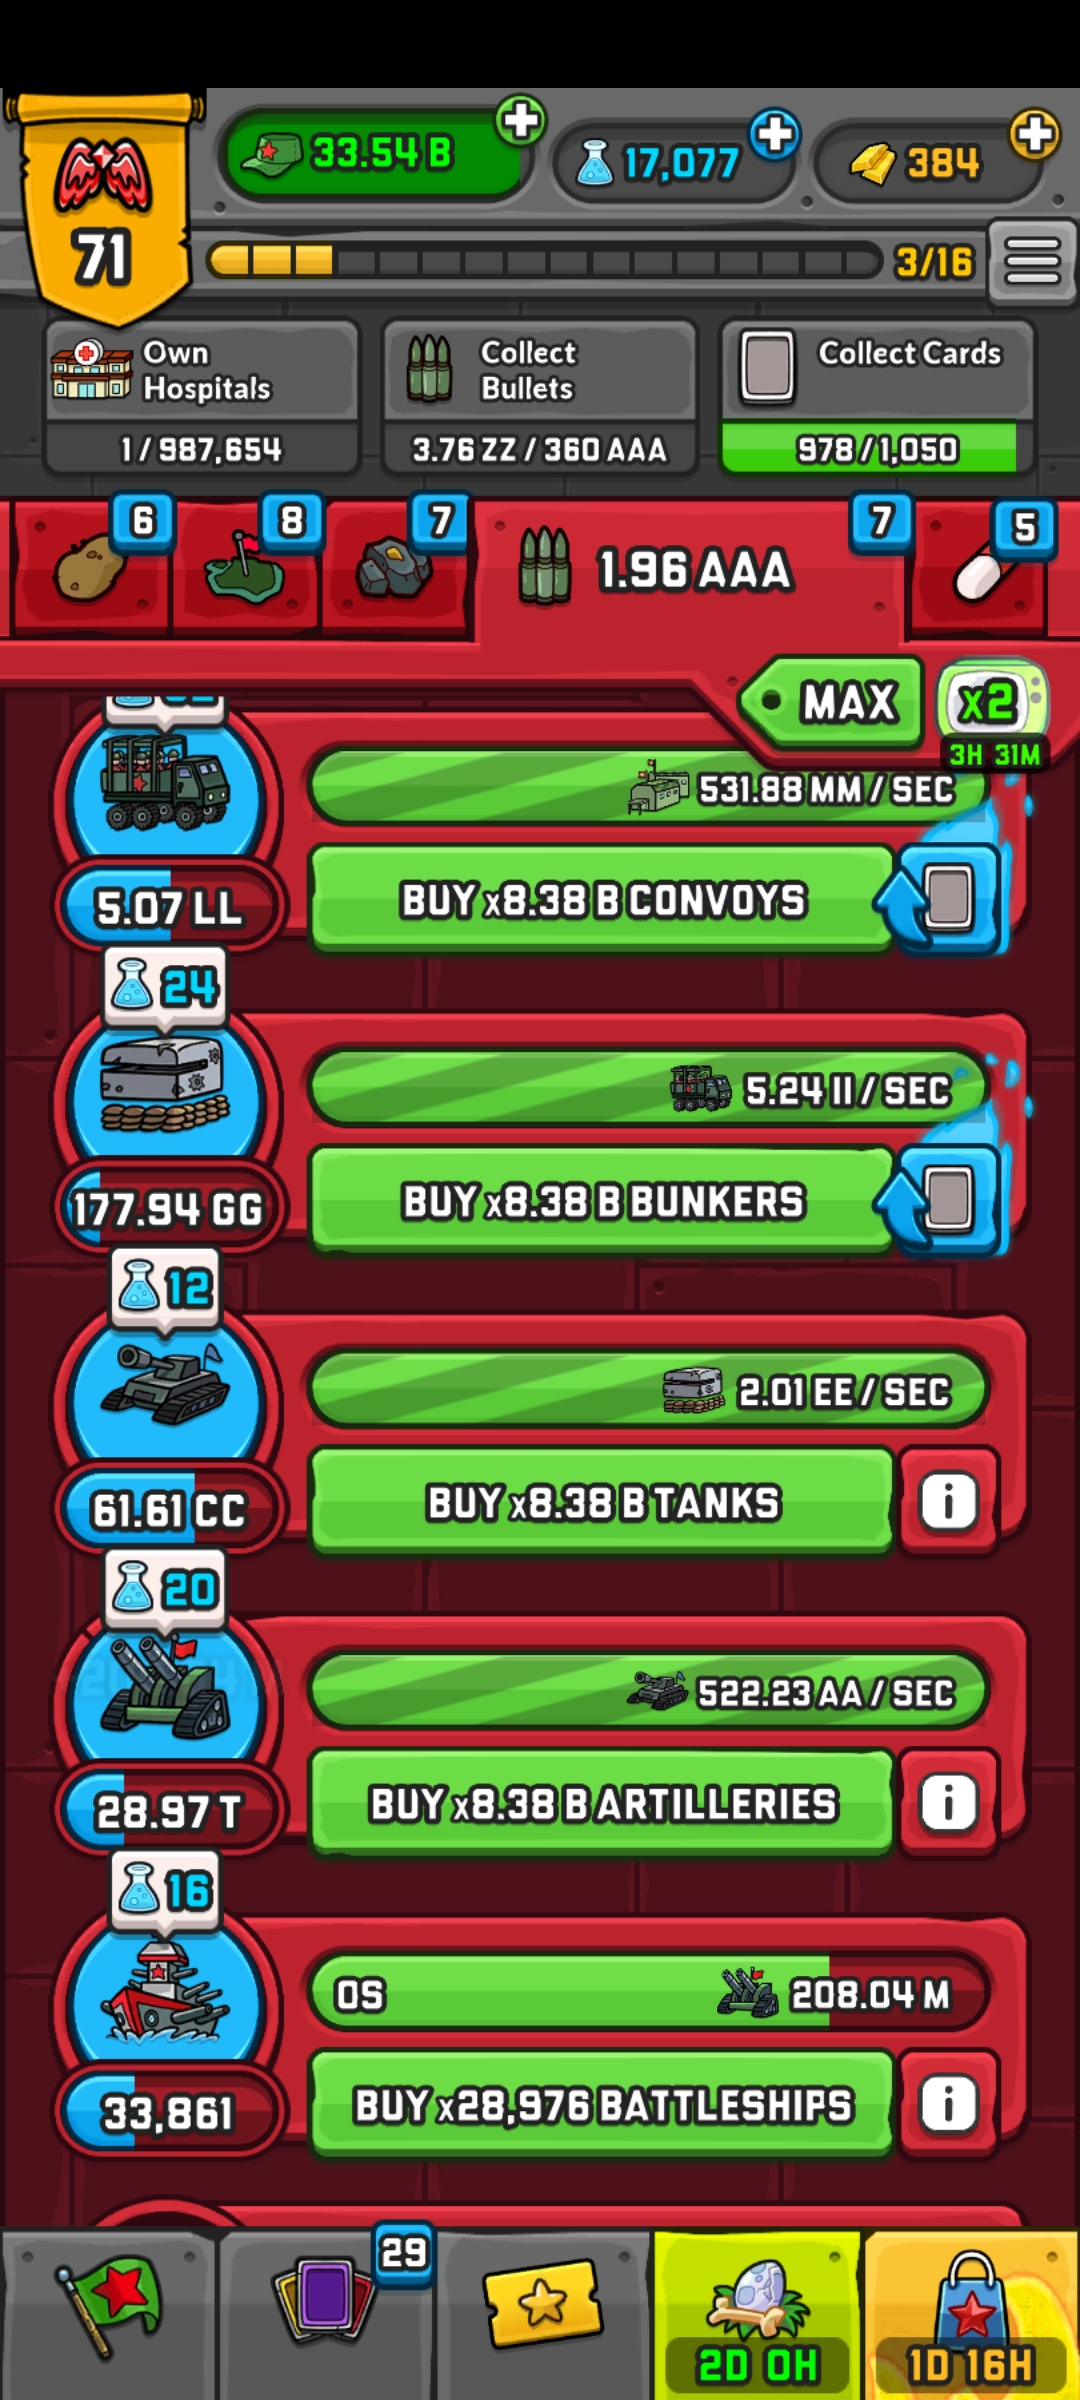 33.54 B
17,077
384
71
3/16
Own
Hospitals
1 / 987,654
Collect
Bullets
3.76 ZZ / 360 AAA
Collect Cards
978 / 1,050
6
8
7
1.96 AAA
7
5
MAX
x2
3H 31M
531.88 MM / SEC
BUY x8.38 B CONVOYS
5.07 LL
24
5.24 II / SEC
BUY x8.38 B BUNKERS
177.94 GG
12
2.01 EE / SEC
BUY x8.38 B TANKS
i
61.61 CC
20
522.23 AA / SEC
BUY x8.38 B ARTILLERIES
i
28.97 T
16
0S
208.04 M
BUY x28,976 BATTLESHIPS
i
33,861
29
2D 0H
1D 16H